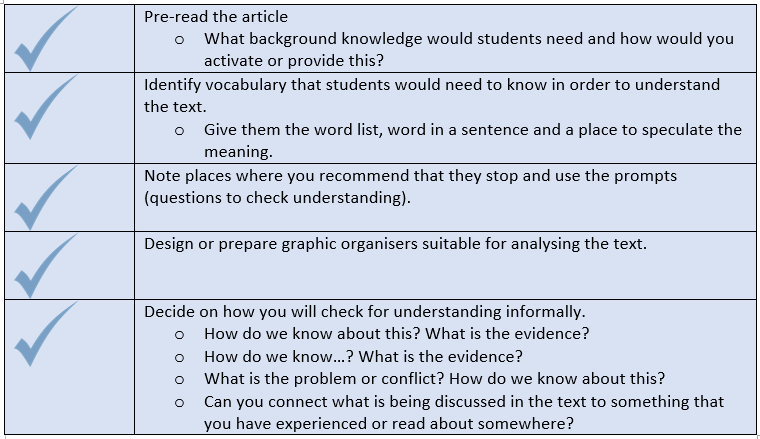 Pre-read the article
o What background knowledge would students need and how would you
activate or provide this?
Identify vocabulary that students would need to know in order to understand
the text.
o Give them the word list, word in a sentence and a place to speculate the
meaning.
Note places where you recommend that they stop and use the prompts
(questions to check understanding).
Design or prepare graphic organisers suitable for analysing the text.
Decide on how you will check for understanding informally.
o How do we know about this? What is the evidence?
o How do we know...? What is the evidence?
o What is the problem or conflict? How do we know about this?
o Can you connect what is being discussed in the text to something that
you have experienced or read about somewhere?